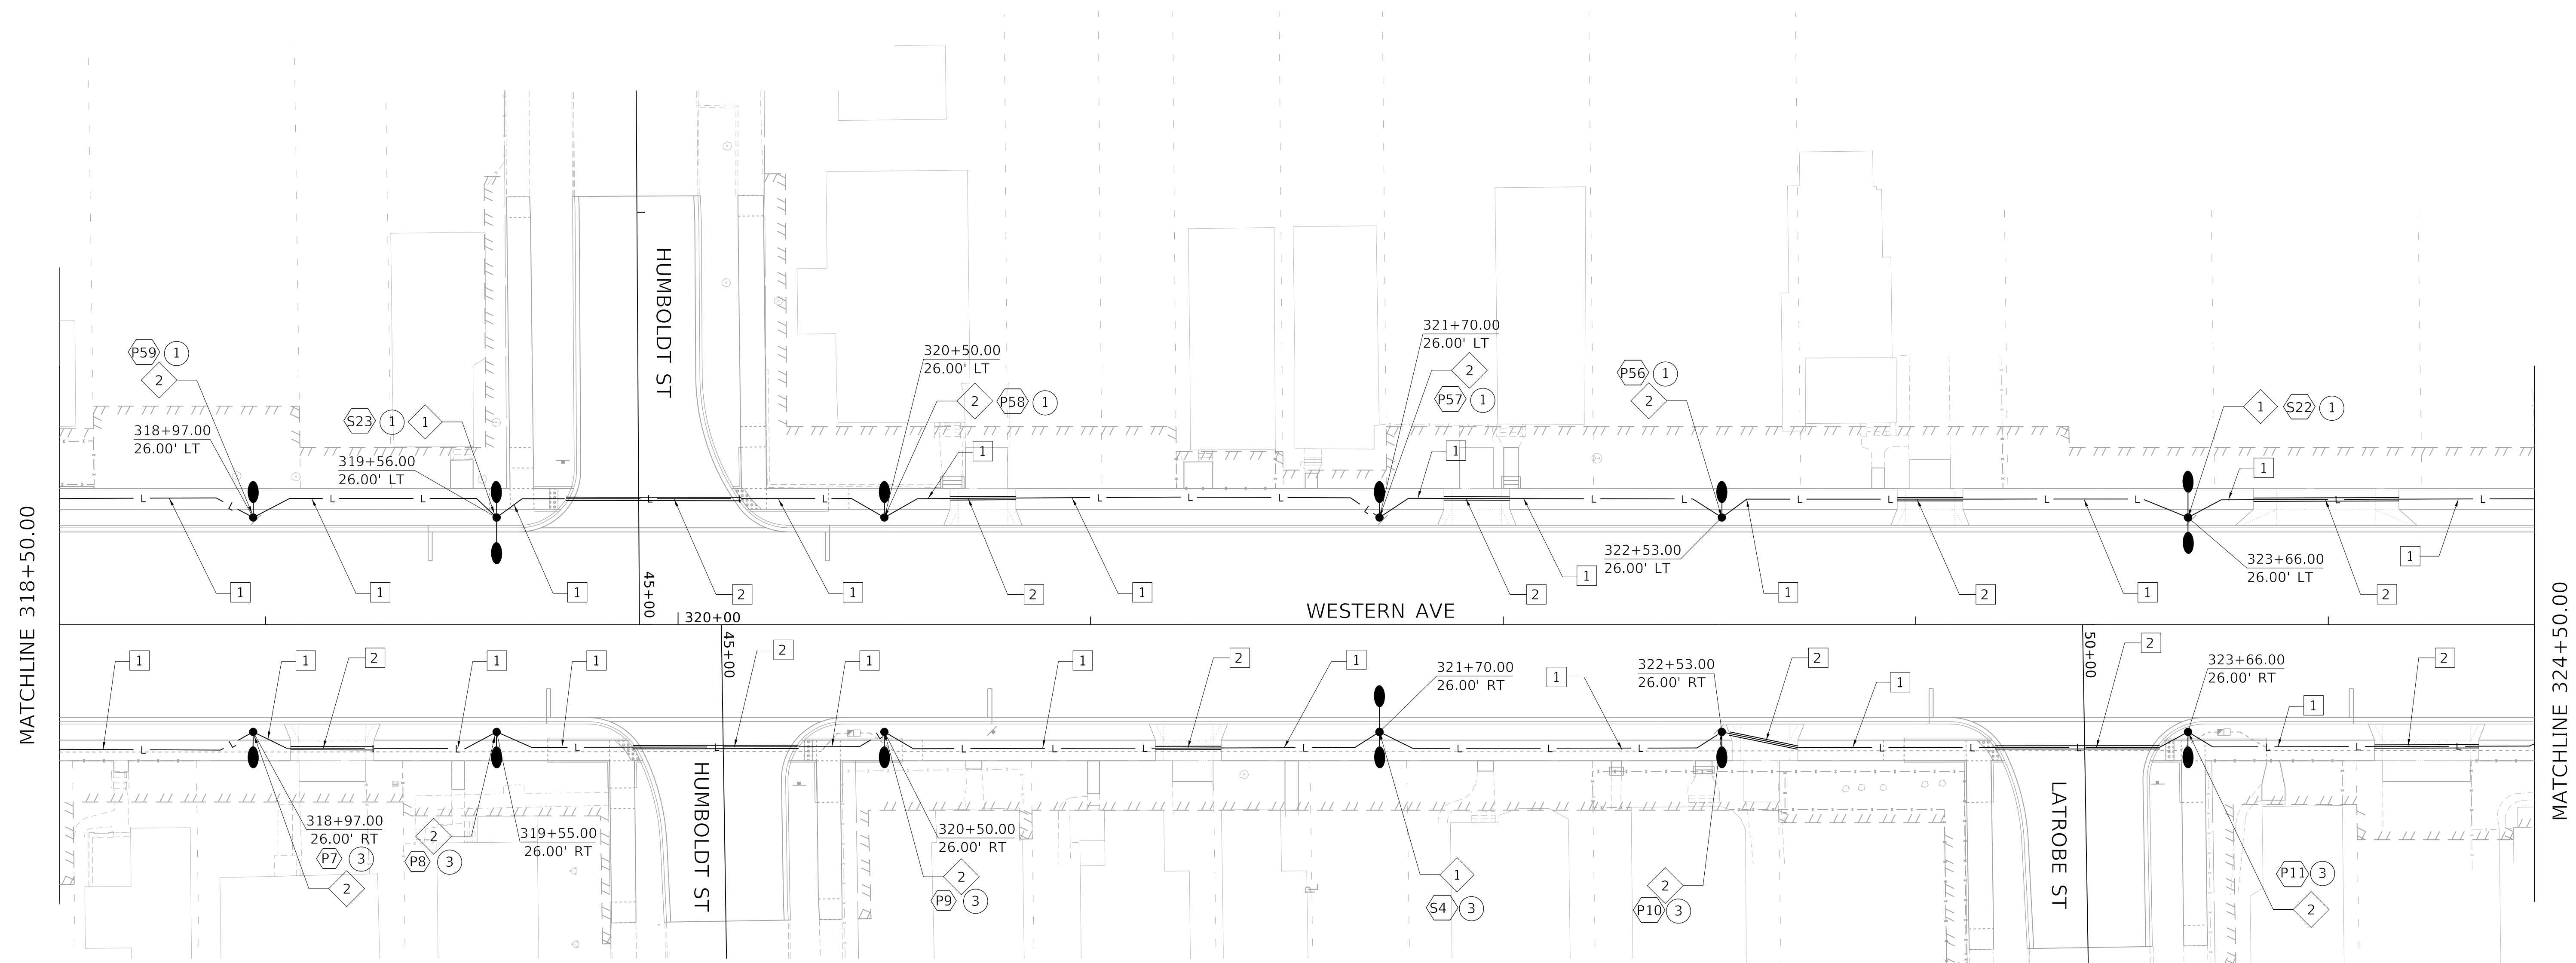 MATCHLINE 318+50.00
P59 1
2
318+97.00
26.00' LT
S23 1 1
319+56.00
26.00' LT
HUMBOLDT ST
320+50.00
26.00' LT
2 P58 1
1
321+70.00
26.00' LT
2
P57 1
1
P56 1
2
322+53.00
26.00' LT
1 S22 1
1
323+66.00
26.00' LT
1
L L L L L L L L L L L L L L L L L L L L L
1 1 1 2 1 2 1 2 1 1 2 1 2
45+00
320+00
WESTERN AVE
MATCHLINE 324+50.00
1 1 2 1 1 2 1 1 2 1 1 2 1 2 1 2
45+00
50+00
321+70.00
26.00' RT
322+53.00
26.00' RT
323+66.00
26.00' RT
L L L L L L L L L L L L L L L L L L
318+97.00
26.00' RT
P7 3
2
2
P8 3
319+55.00
26.00' RT
HUMBOLDT ST
320+50.00
26.00' RT
2
P9 3
1
S4 3
2
P10 3
LATROBE ST
P11 3
2